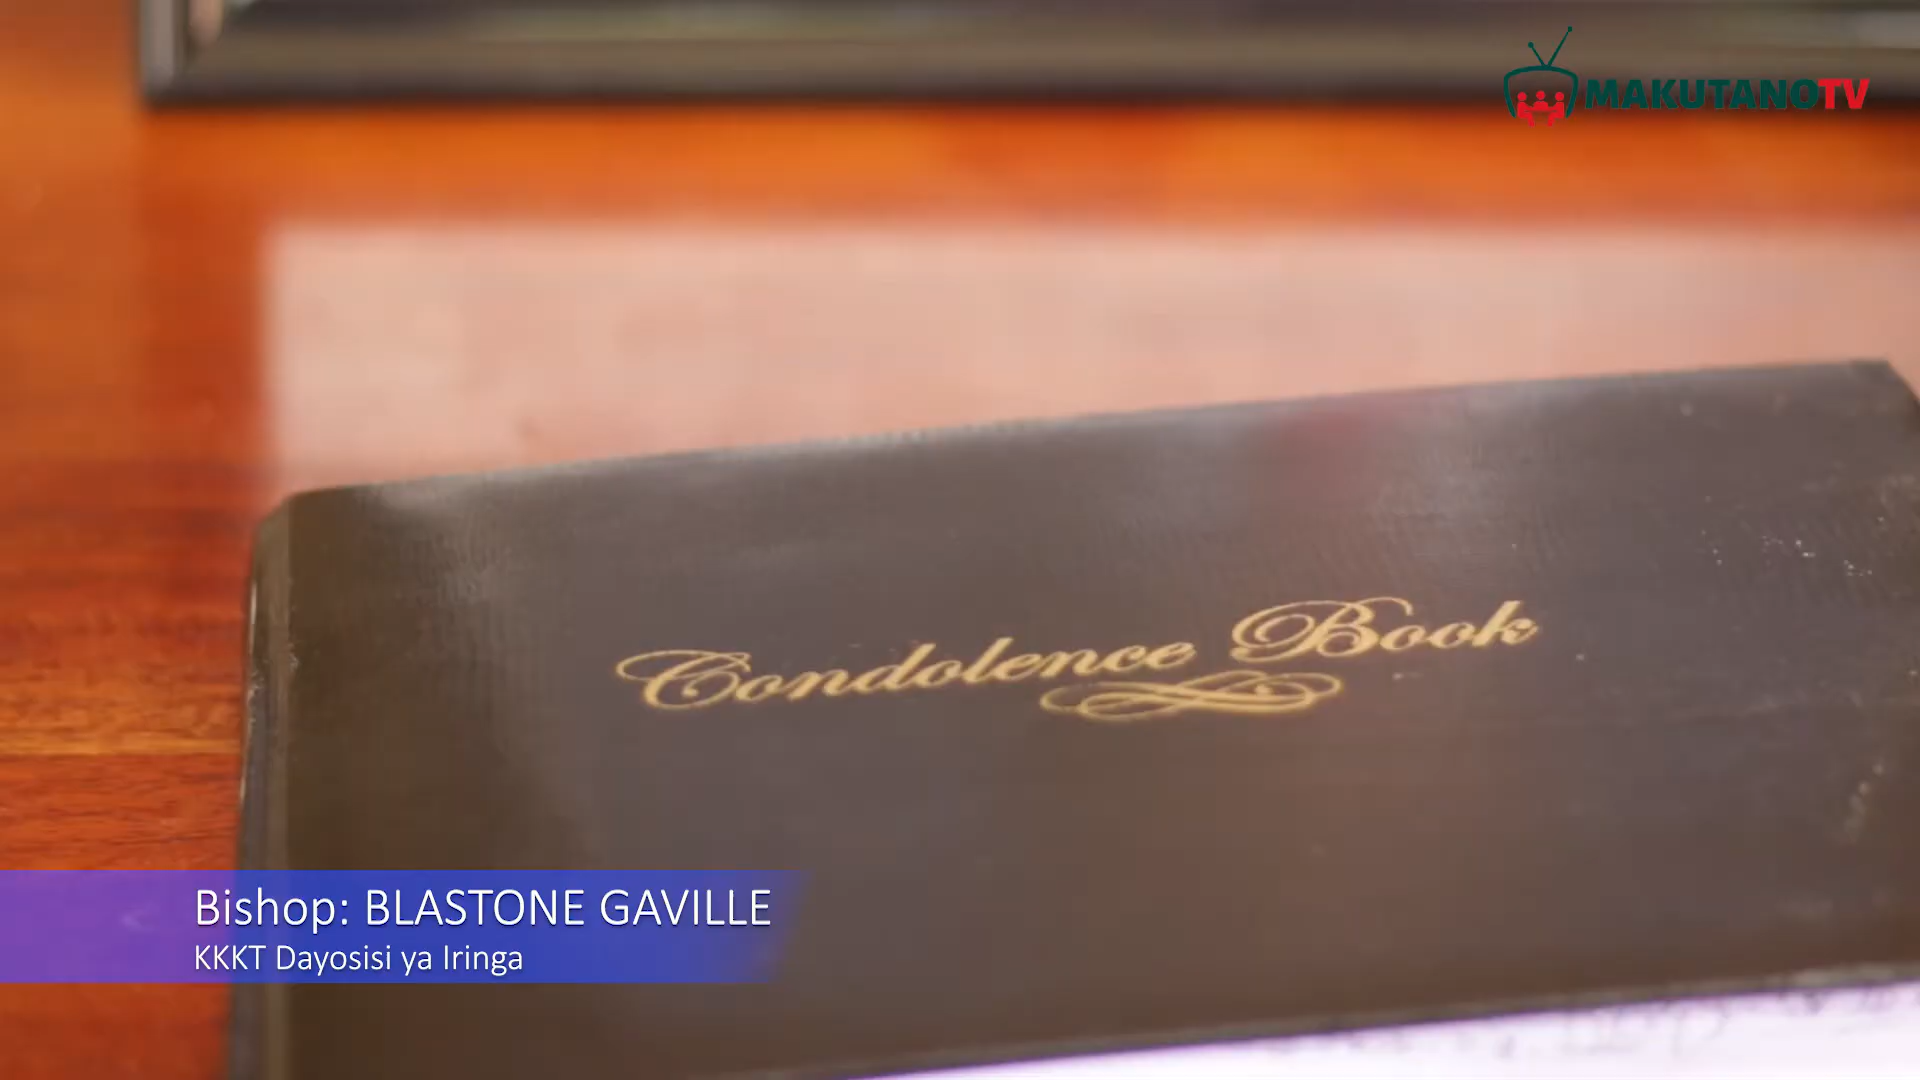 MAKUTANOTV
Condolence Book
Bishop: BLASTONE GAVILLE
KKKT Dayosisi ya Iringa